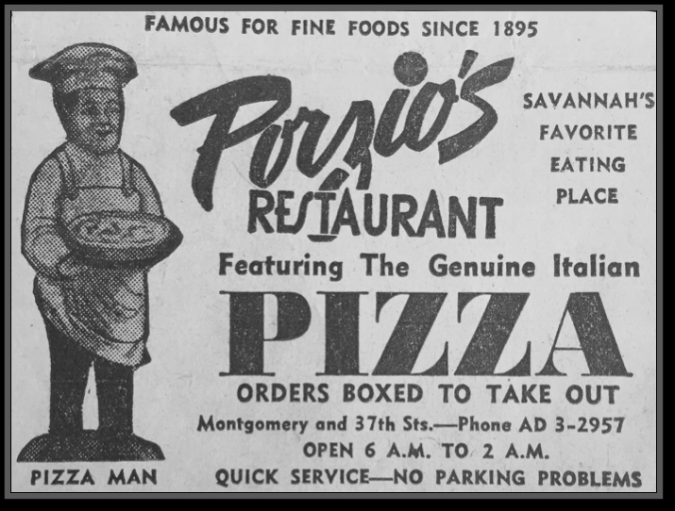 FAMOUS FOR FINE FOODS SINCE 1895
Porzio's
RESTAURANT
SAVANNAH'S
FAVORITE
EATING
PLACE
Featuring The Genuine Italian
PIZZA
ORDERS BOXED TO TAKE OUT
Montgomery and 37th Sts.—Phone AD 3-2957
OPEN 6 A.M. TO 2 A.M.
PIZZA MAN
QUICK SERVICE—NO PARKING PROBLEMS